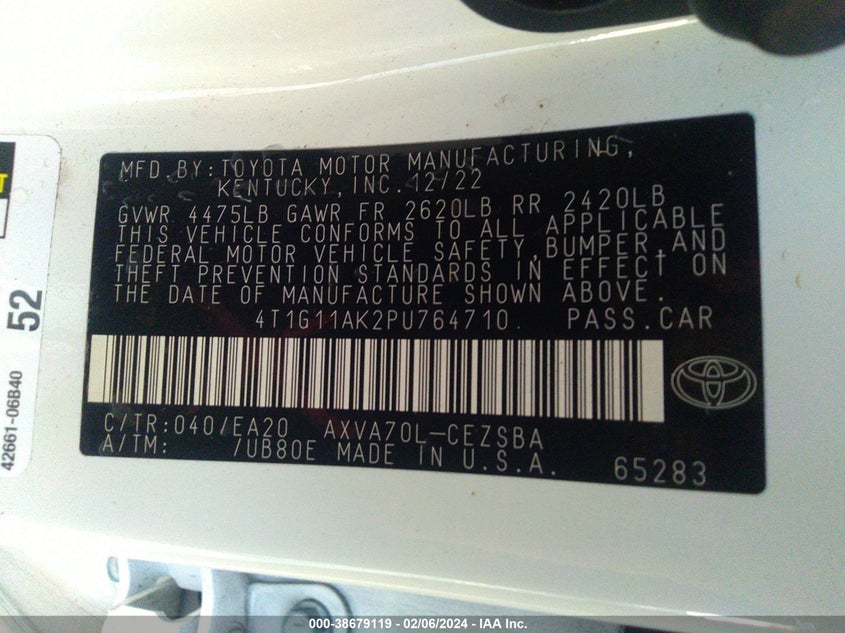 MFD.BY:TOYOTA MOTOR MANUFACTURING,
KENTUCKY,INC. 12/22
GVWR 4475LB GAWR FR 2620LB RR 2420LB
THIS VEHICLE CONFORMS TO ALL APPLICABLE
FEDERAL MOTOR VEHICLE SAFETY,BUMPER,AND
THEFT PREVENTION STANDARDS IN EFFECT ON
THE DATE OF MANUFACTURE SHOWN ABOVE.
4T1G11AK2PU764710 PASS.CAR
C/TR:040/EA20 AXVA70L-CEZSBA
A/TM: /UB80E MADE IN U.S.A. 65283
52
42661-06B40
000-38679119 - 02/06/2024 - IAA Inc.